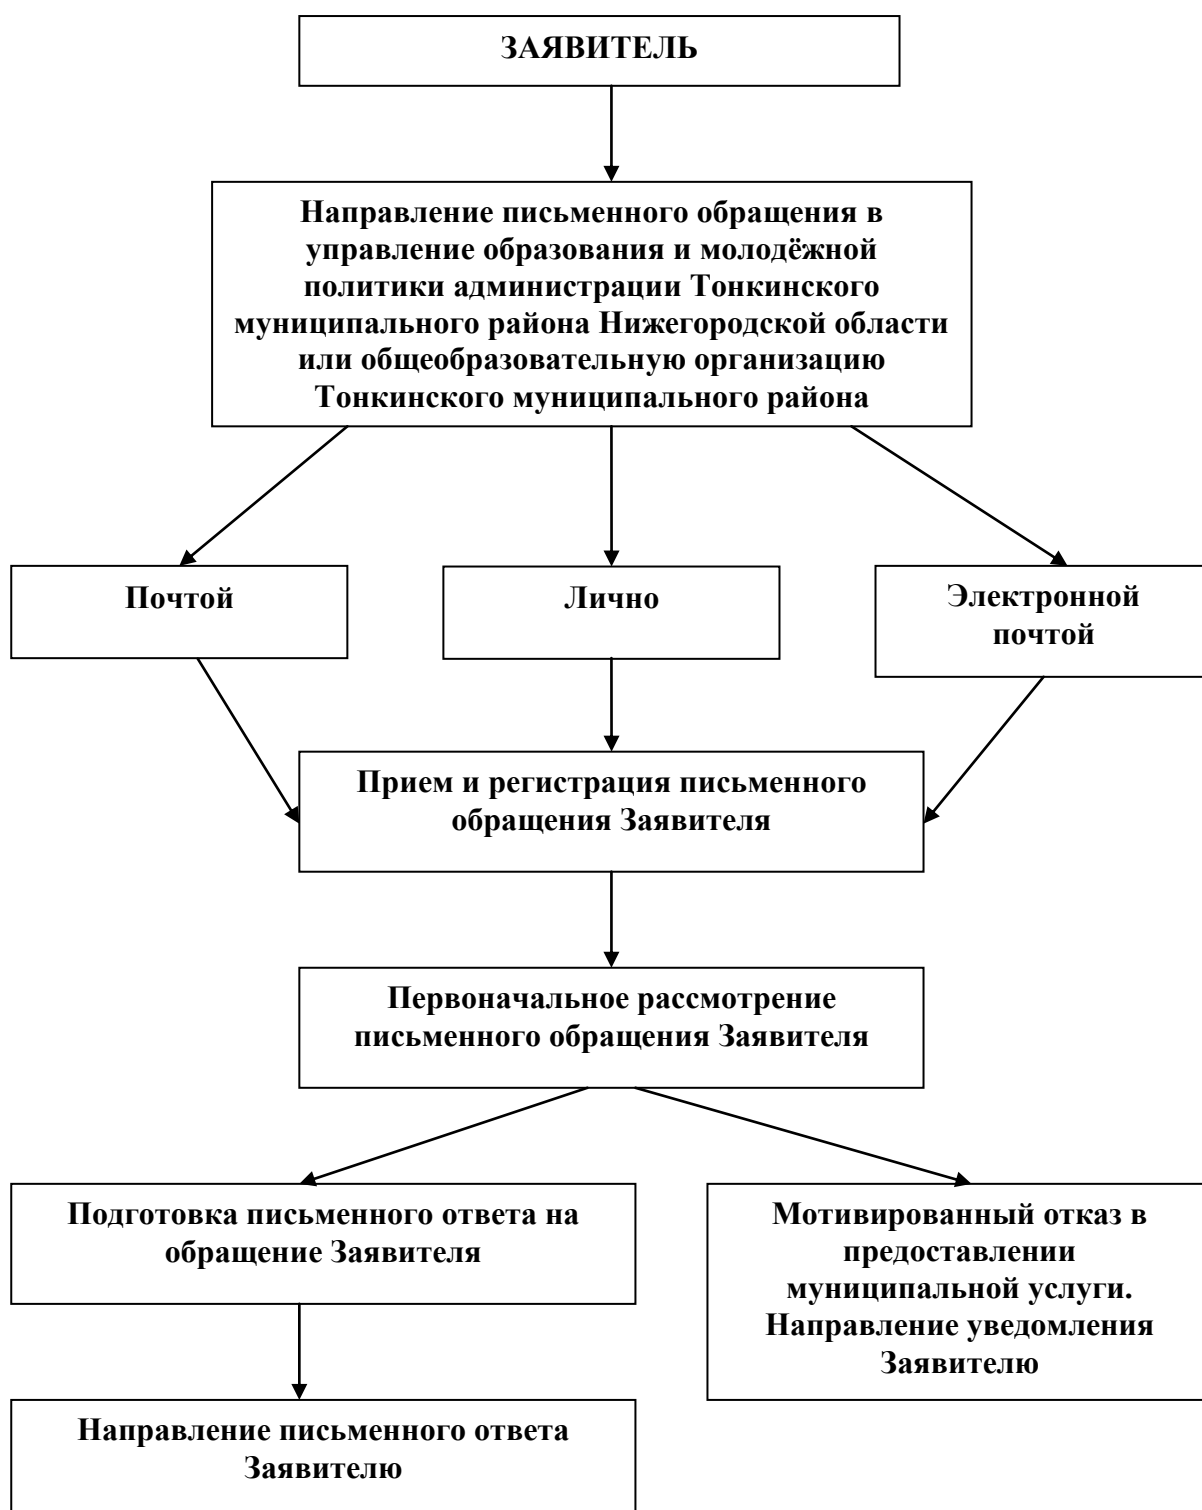 ЗАЯВИТЕЛЬ
Направление письменного обращения в
управление образования и молодёжной
политики администрации Тонкинского
муниципального района Нижегородской области
или общеобразовательную организацию
Тонкинского муниципального района
Почтой
Лично
Электронной
почтой
Прием и регистрация письменного
обращения Заявителя
Первоначальное рассмотрение
письменного обращения Заявителя
Подготовка письменного ответа на
обращение Заявителя
Мотивированный отказ в
предоставлении
муниципальной услуги.
Направление уведомления
Заявителю
Направление письменного ответа
Заявителю